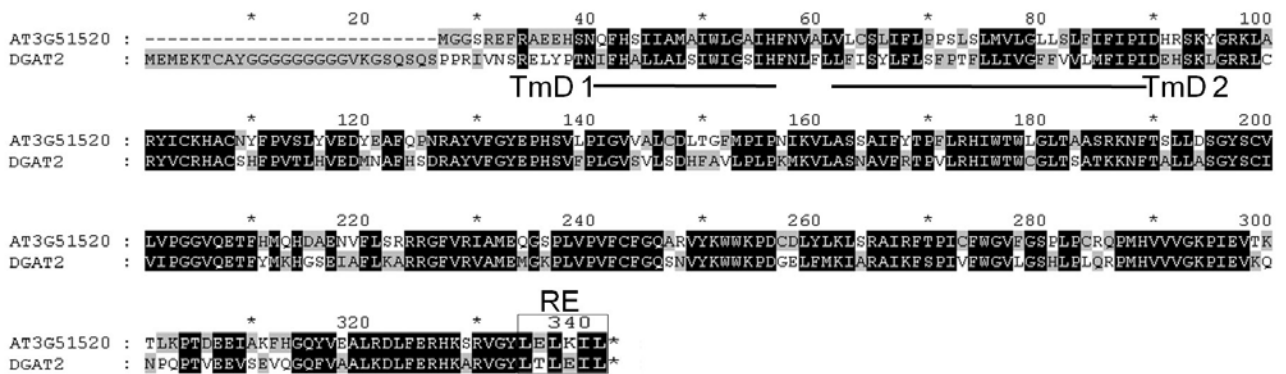 * 20 * 40 * 60 * 80 * 100
AT3G51520 : --------------------------MGGSREFRAEEHSNQFHSIIAMAIWLGAIHFNVALVLCSLIFLPPSLSLMVLGLLSLFIFIPIDHRSKYGRKLA
DGAT2 : MEMEKTCAYGGGGGGGGGVKGSQSQSPPRIVNSRELYPTNIFHALLALSIWIGSIHFNLFLLFISYLFLSFPTFLLIVGFFVVLMFIPIDEHSKLGRRLC
TmD 1 TmD 2
* 120 * 140 * 160 * 180 * 200
AT3G51520 : RYICKHACNYFPVSLYVEDYEAFQPNRAYVFGYEPHSVLPIGVVALCDLTGFMPIPNIKVLASSAIFYTPFLRHIWTWLGLTAASRKNFTSLLDSGYSCV
DGAT2 : RYVCRHACSHFPVTLHVEDMNAFHSDRAYVFGYEPHSVFPLGVSVLSDHFAVLPLPKMKVLASNAVFRTPVLRHIWTWCGLTSATKKNFTALLASGYSCI
* 220 * 240 * 260 * 280 * 300
AT3G51520 : LVPGGVQETFHMQHDAENVFLSRRRGFVRIAMEQGSPLVPVFCFGQARVYKWWKPDCDLYLKLSRAIRFTPICFWGVFGSPLPCRQPMHVVVGKPIEVTK
DGAT2 : VIPGGVQETFYMKHGSEIAFLKARRGFVRVAMEMGKPLVPVFCFGQSNVYKWWKPDGELFMKIARAIKFSPIVFWGVLGSHLPLQRPMHVVVGKPIEVKQ
RE
* 320 * 340
AT3G51520 : TLKPTDEEIAKFHGQYVEALRDLFERHKSRVGYLELKIL*
DGAT2 : NPQPTVEEVSEVQGQFVAALKDLFERHKARVGYLTLEIL*